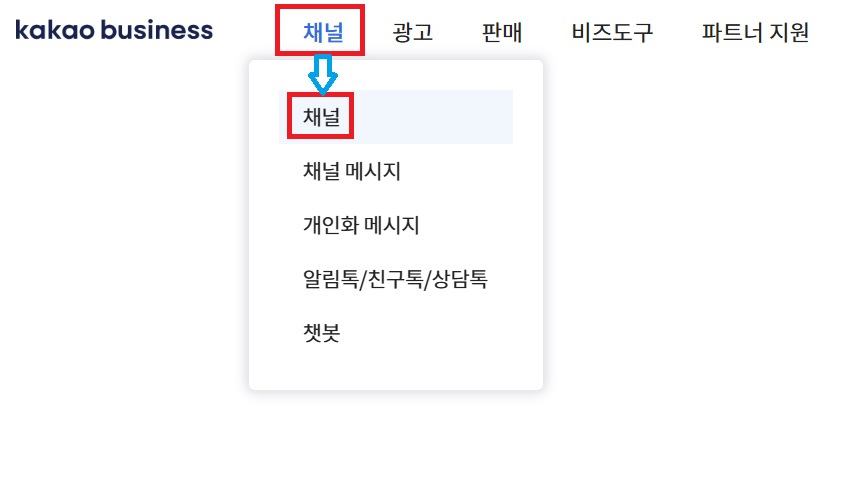 kakao business 채널 광고 판매 비즈도구 파트너 지원
채널
채널 메시지
개인화 메시지
알림톡/친구톡/상담톡
챗봇